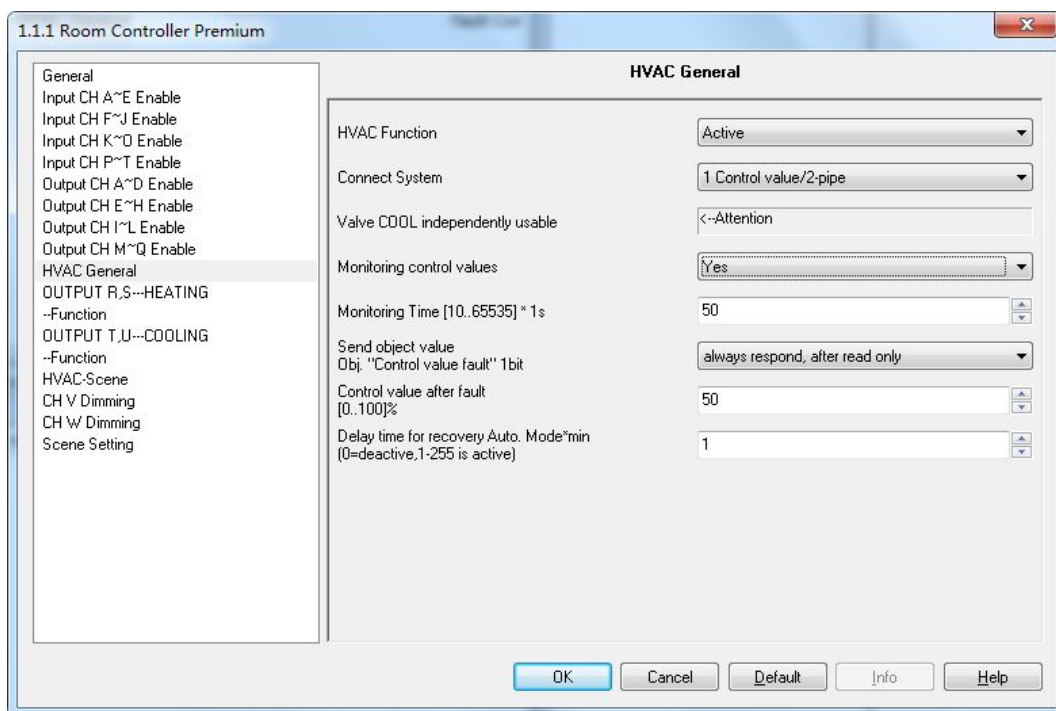 1.1.1 Room Controller Premium
General
Input CH A~E Enable
Input CH F~J Enable
Input CH K~O Enable
Input CH P~T Enable
Output CH A~D Enable
Output CH E~H Enable
Output CH I~L Enable
Output CH M~Q Enable
HVAC General
OUTPUT R,S---HEATING
--Function
OUTPUT T,U---COOLING
--Function
HVAC-Scene
CH V Dimming
CH W Dimming
Scene Setting
HVAC General
HVAC Function
Active
Connect System
1 Control value/2-pipe
Valve COOL independently usable
<--Attention
Monitoring control values
Yes
Monitoring Time [10..65535] * 1s
50
Send object value
Obj. "Control value fault" 1bit
always respond, after read only
Control value after fault
[0..100]%
50
Delay time for recovery Auto. Mode*min
(0=deactive,1-255 is active)
1
OK
Cancel
Default
Info
Help